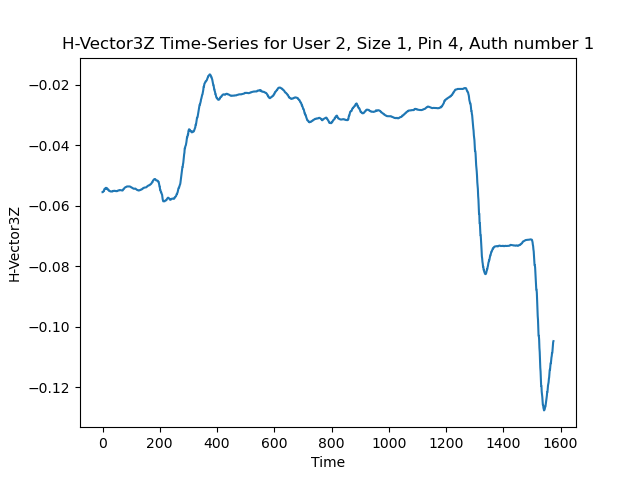 H-Vector3Z Time-Series for User 2, Size 1, Pin 4, Auth number 1
−0.02
−0.04
−0.06
−0.08
−0.10
−0.12
H-Vector3Z
0 200 400 600 800 1000 1200 1400 1600
Time